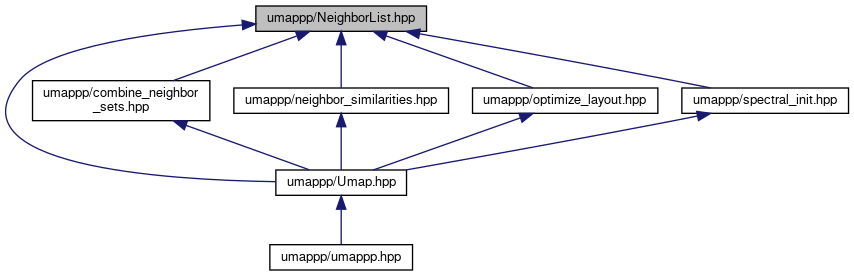 umappp/NeighborList.hpp
umappp/combine_neighbor
_sets.hpp
umappp/neighbor_similarities.hpp
umappp/optimize_layout.hpp
umappp/spectral_init.hpp
umappp/Umap.hpp
umappp/umappp.hpp